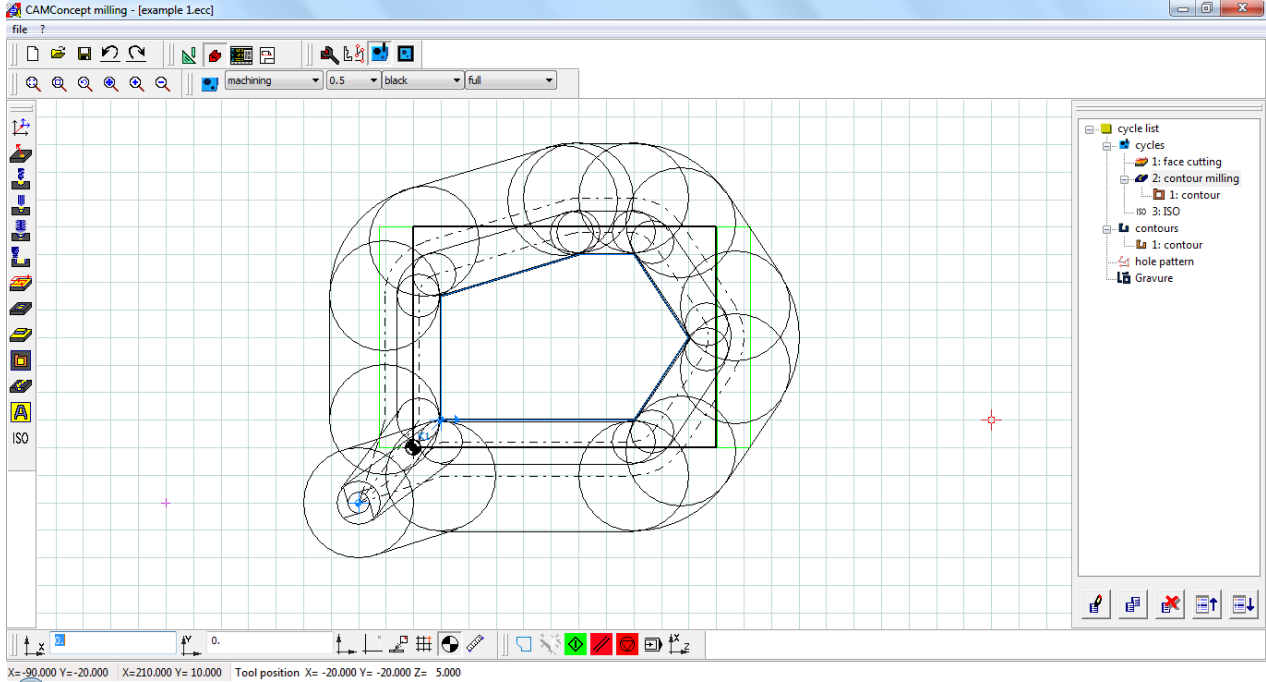 CAMConcept milling - [example 1.ecc]
file ?
machining 0.5 black full
cycle list
cycles
1: face cutting
2: contour milling
1: contour
ISO 3: ISO
contours
1: contour
hole pattern
Gravure
A
ISO
X 0. Y 0.
X Z
X=-90.000 Y=-20.000 X=210.000 Y= 10.000 Tool position X= -20.000 Y= -20.000 Z= 5.000